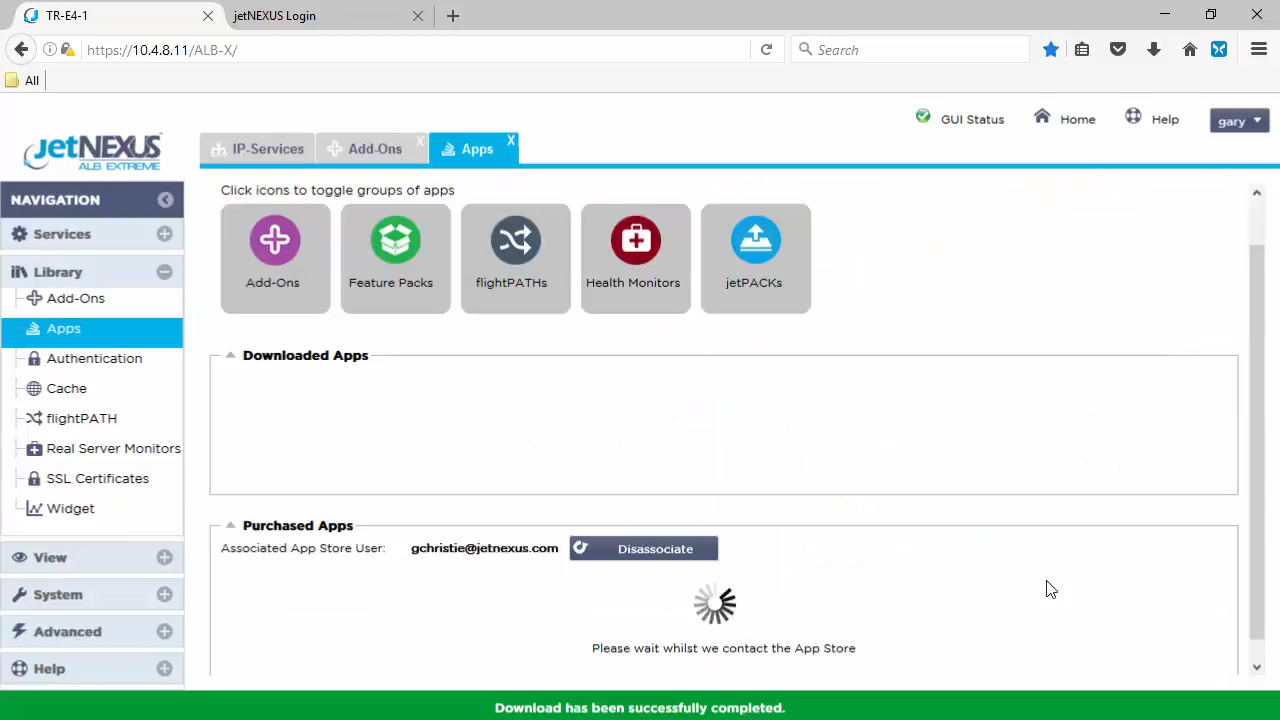 TR-E4-1
jetNEXUS Login
https://10.4.8.11/ALB-X/
Search
All
jetNEXUS
ALB EXTREME
GUI Status
Home
Help
gary
IP-Services
Add-Ons
X
Apps
X
NAVIGATION
Services
Library
Add-Ons
Apps
Authentication
Cache
flightPATH
Real Server Monitors
SSL Certificates
Widget
View
System
Advanced
Help
Click icons to toggle groups of apps
Add-Ons
Feature Packs
flightPATHs
Health Monitors
jetPACKs
Downloaded Apps
Purchased Apps
Associated App Store User: gchristie@jetnexus.com Disassociate
Please wait whilst we contact the App Store
Download has been successfully completed.